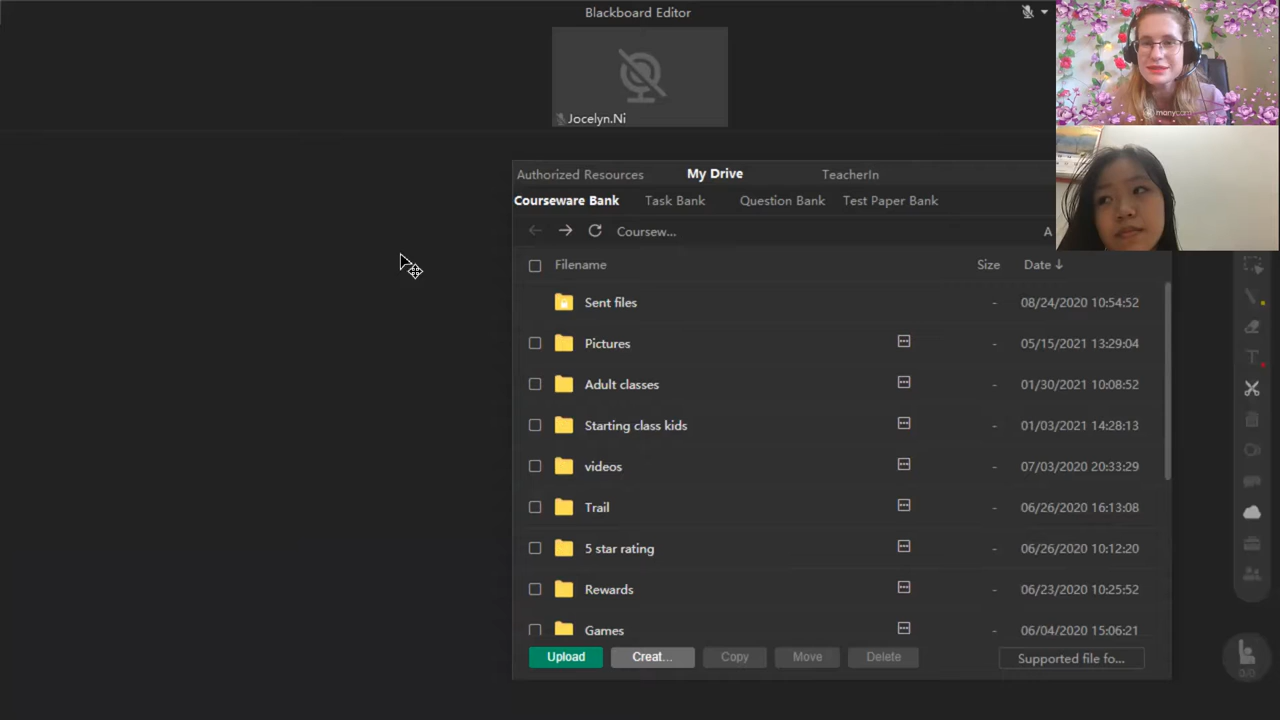 Blackboard Editor
manycam
Jocelyn.Ni
Authorized Resources My Drive TeacherIn
Courseware Bank Task Bank Question Bank Test Paper Bank
Coursew... A
Filename Size Date ↓
Sent files - 08/24/2020 10:54:52
Pictures - 05/15/2021 13:29:04
Adult classes - 01/30/2021 10:08:52
Starting class kids - 01/03/2021 14:28:13
videos - 07/03/2020 20:33:29
Trail - 06/26/2020 16:13:08
5 star rating - 06/26/2020 10:12:20
Rewards - 06/23/2020 10:25:52
Games - 06/04/2020 15:06:21
Upload Creat... Copy Move Delete Supported file fo...
0/0